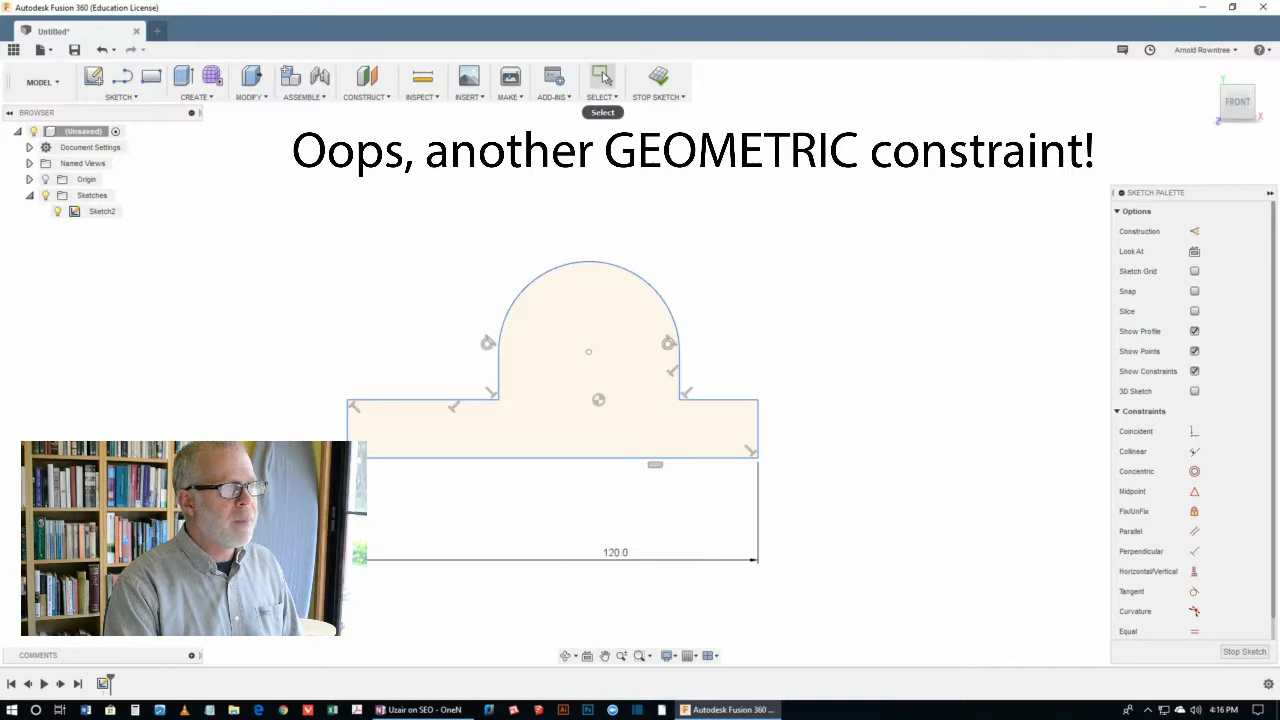 Autodesk Fusion 360 (Education License)
Untitled*
Arnold Rowntree
MODEL
SKETCH
CREATE
MODIFY
ASSEMBLE
CONSTRUCT
INSPECT
INSERT
MAKE
ADD-INS
SELECT
STOP SKETCH
Select
FRONT
Y
X
Z
BROWSER
(Unsaved)
Document Settings
Named Views
Origin
Sketches
Sketch2
Oops, another GEOMETRIC constraint!
SKETCH PALETTE
Options
Construction
Look At
Sketch Grid
Snap
Slice
Show Profile
Show Points
Show Constraints
3D Sketch
Constraints
Coincident
Collinear
Concentric
Midpoint
Fix/UnFix
Parallel
Perpendicular
Horizontal/Vertical
Tangent
Curvature
Equal
120.0
COMMENTS
Stop Sketch
Uzair on SEO - OneN
Autodesk Fusion 360 ...
4:16 PM